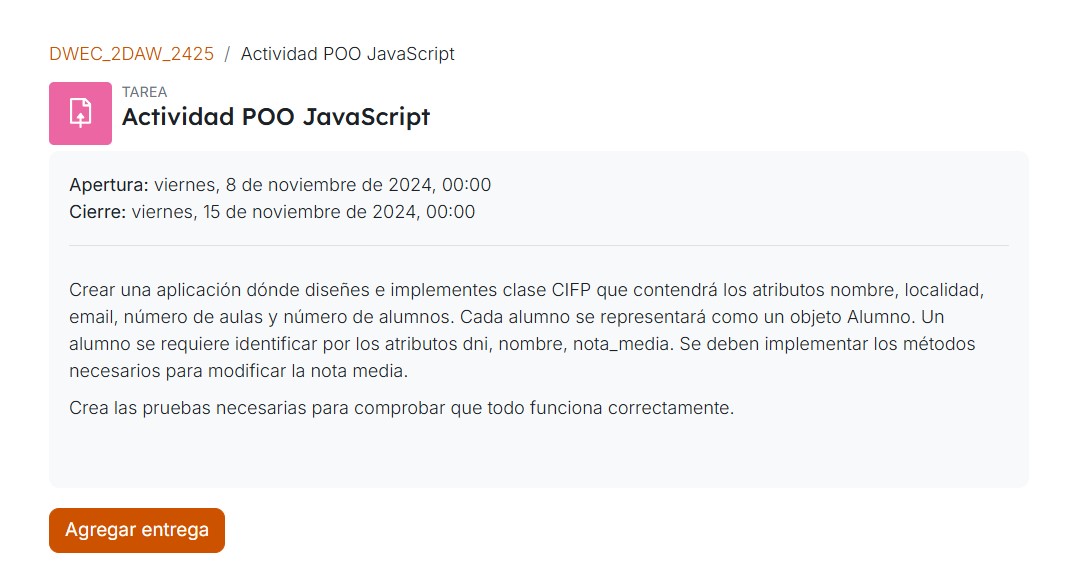 DWEC_2DAW_2425 / Actividad POO JavaScript
TAREA
Actividad POO JavaScript
Apertura: viernes, 8 de noviembre de 2024, 00:00
Cierre: viernes, 15 de noviembre de 2024, 00:00
Crear una aplicación dónde diseñes e implementes clase CIFP que contendrá los atributos nombre, localidad,
email, número de aulas y número de alumnos. Cada alumno se representará como un objeto Alumno. Un
alumno se requiere identificar por los atributos dni, nombre, nota_media. Se deben implementar los métodos
necesarios para modificar la nota media.
Crea las pruebas necesarias para comprobar que todo funciona correctamente.
Agregar entrega